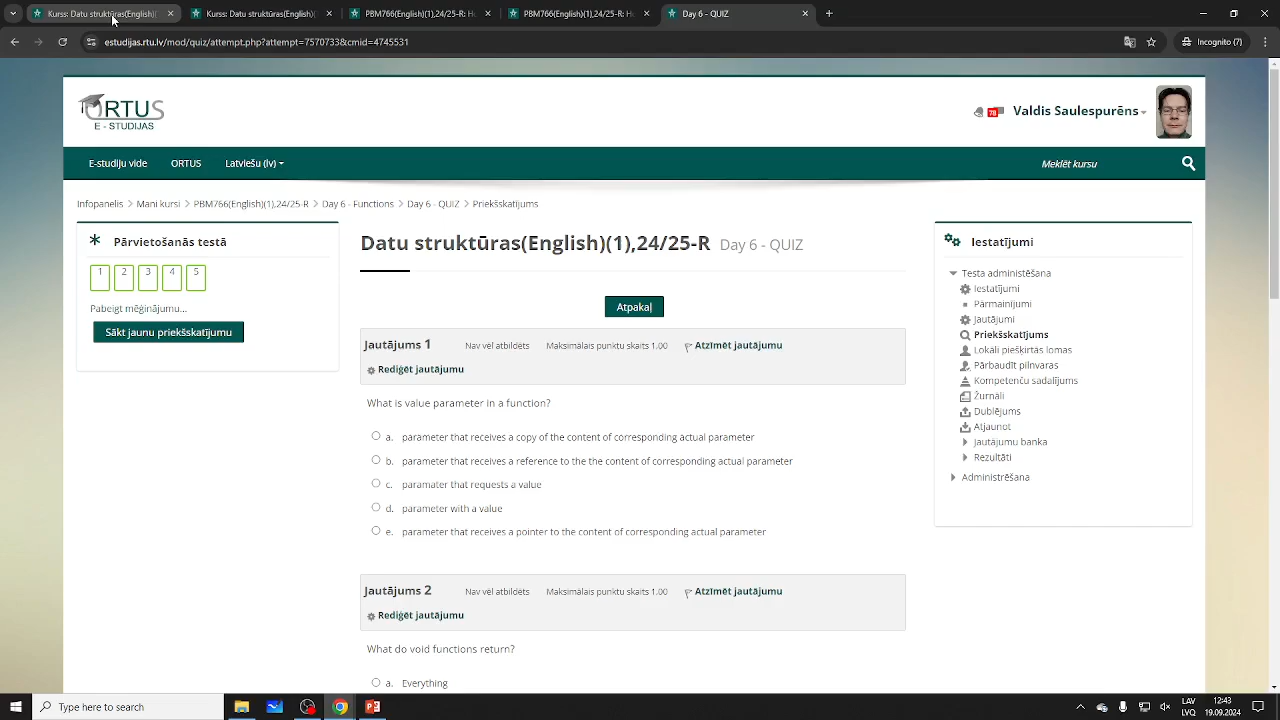 Kurss: Datu struktūras(English)(
Kurss: Datu struktūras(English)(
PBM766(English)(1),24/25-R:
PBM766(English)(1),24/25-R: H
Day 6 - QUIZ
estudijas.rtu.lv/mod/quiz/attempt.php?attempt=7570733&cmid=4745531
Incognito (7)
ORTUS
E - STUDIJAS
78
Valdis Saulespurēns
E-studiju vide
ORTUS
Latviešu (lv)
Meklēt kursu
Infopanelis
Mani kursi
PBM766(English)(1),24/25-R
Day 6 - Functions
Day 6 - QUIZ
Priekšskatījums
Pārvietošanās testā
1 2 3 4 5
Pabeigt mēģinājumu...
Sākt jaunu priekšskatījumu
Datu struktūras(English)(1),24/25-R Day 6 - QUIZ
Atpakaļ
Jautājums 1 Nav vēl atbildēts Maksimālais punktu skaits 1.00 Atzīmēt jautājumu
Rediģēt jautājumu
What is value parameter in a function?
a. parameter that receives a copy of the content of corresponding actual parameter
b. parameter that receives a reference to the the content of corresponding actual parameter
c. paramater that requests a value
d. parameter with a value
e. parameter that receives a pointer to the content of corresponding actual parameter
Jautājums 2 Nav vēl atbildēts Maksimālais punktu skaits 1.00 Atzīmēt jautājumu
Rediģēt jautājumu
What do void functions return?
a. Everything
Iestatījumi
Testa administēšana
Iestatījumi
Pārmainījumi
Jautājumi
Priekšskatījums
Lokāli piešķirtās lomas
Pārbaudīt pilnvaras
Kompetenču sadalījums
Žurnāli
Dublējums
Atjaunot
Jautājumu banka
Rezultāti
Administrēšana
Type here to search
LAV
LVQ
12:43
19.09.2024